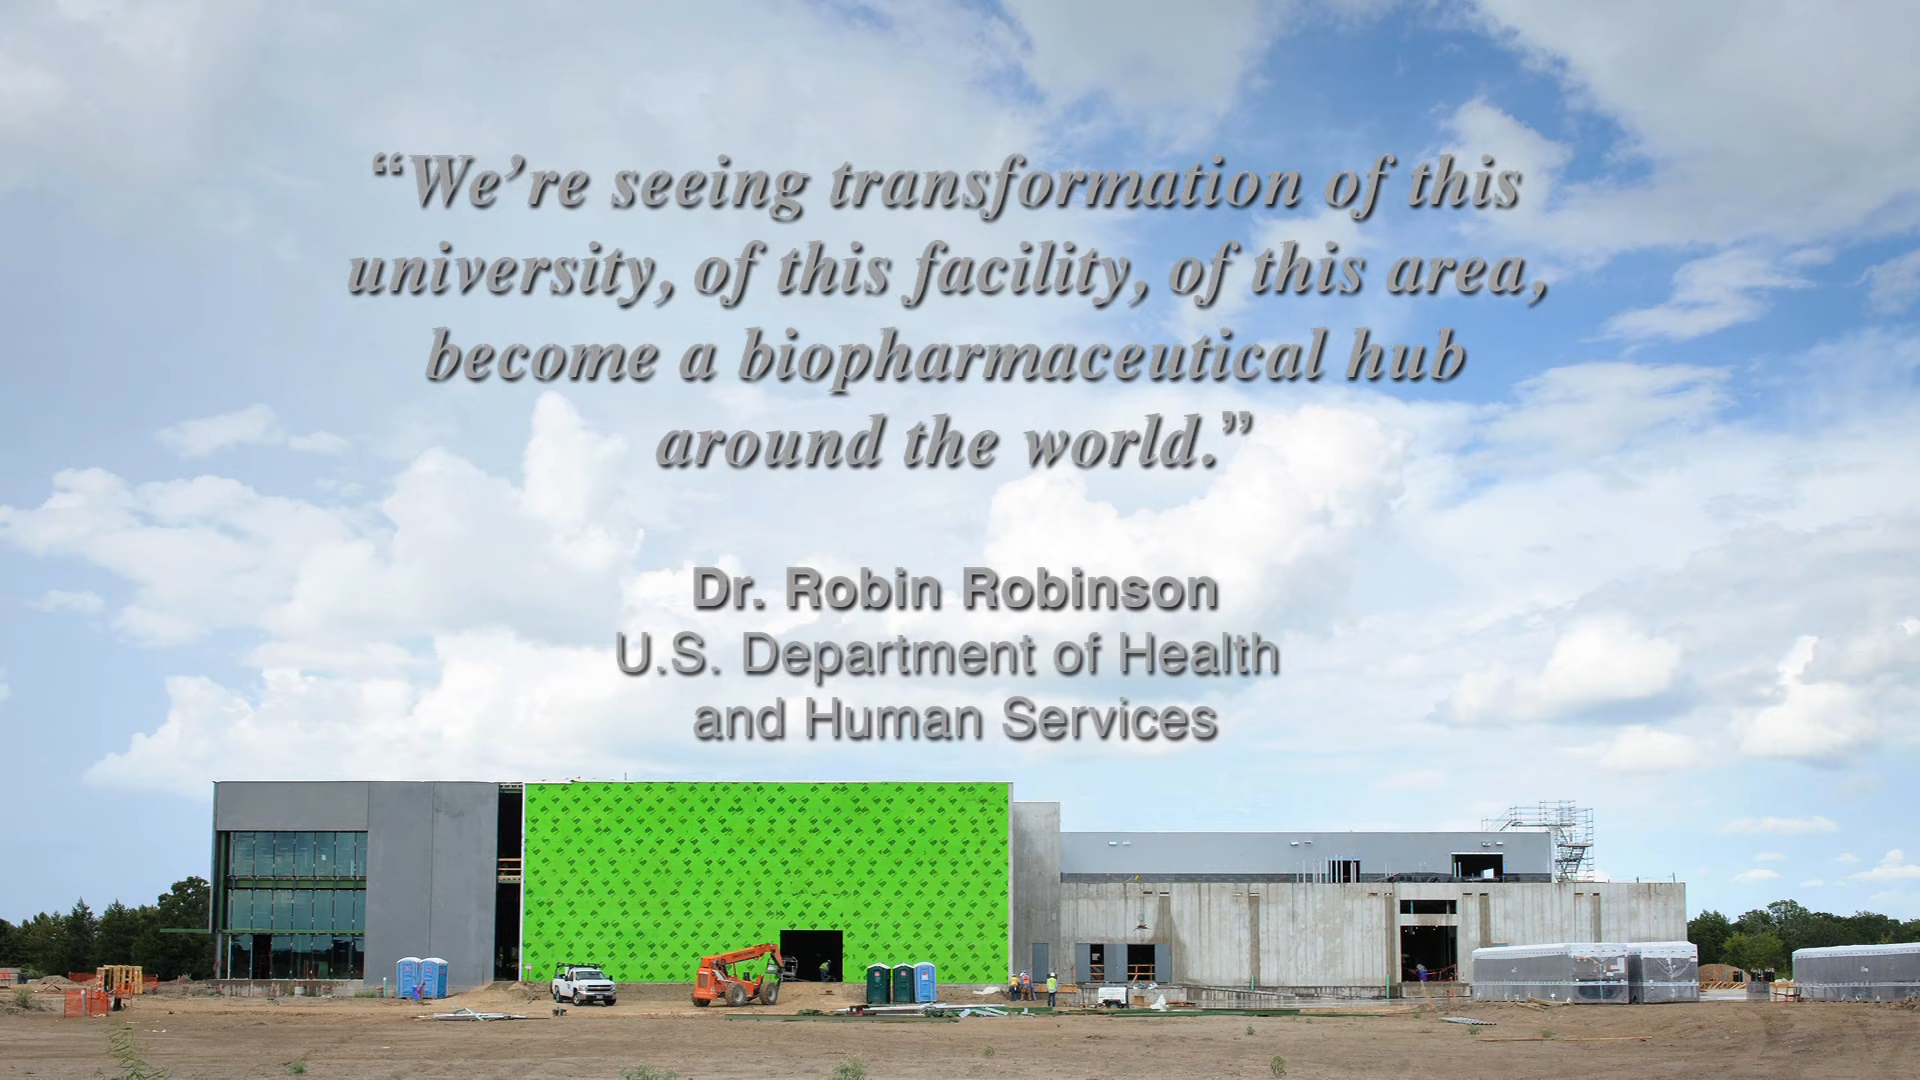 “We’re seeing transformation of this
university, of this facility, of this area,
become a biopharmaceutical hub
around the world.”
Dr. Robin Robinson
U.S. Department of Health
and Human Services